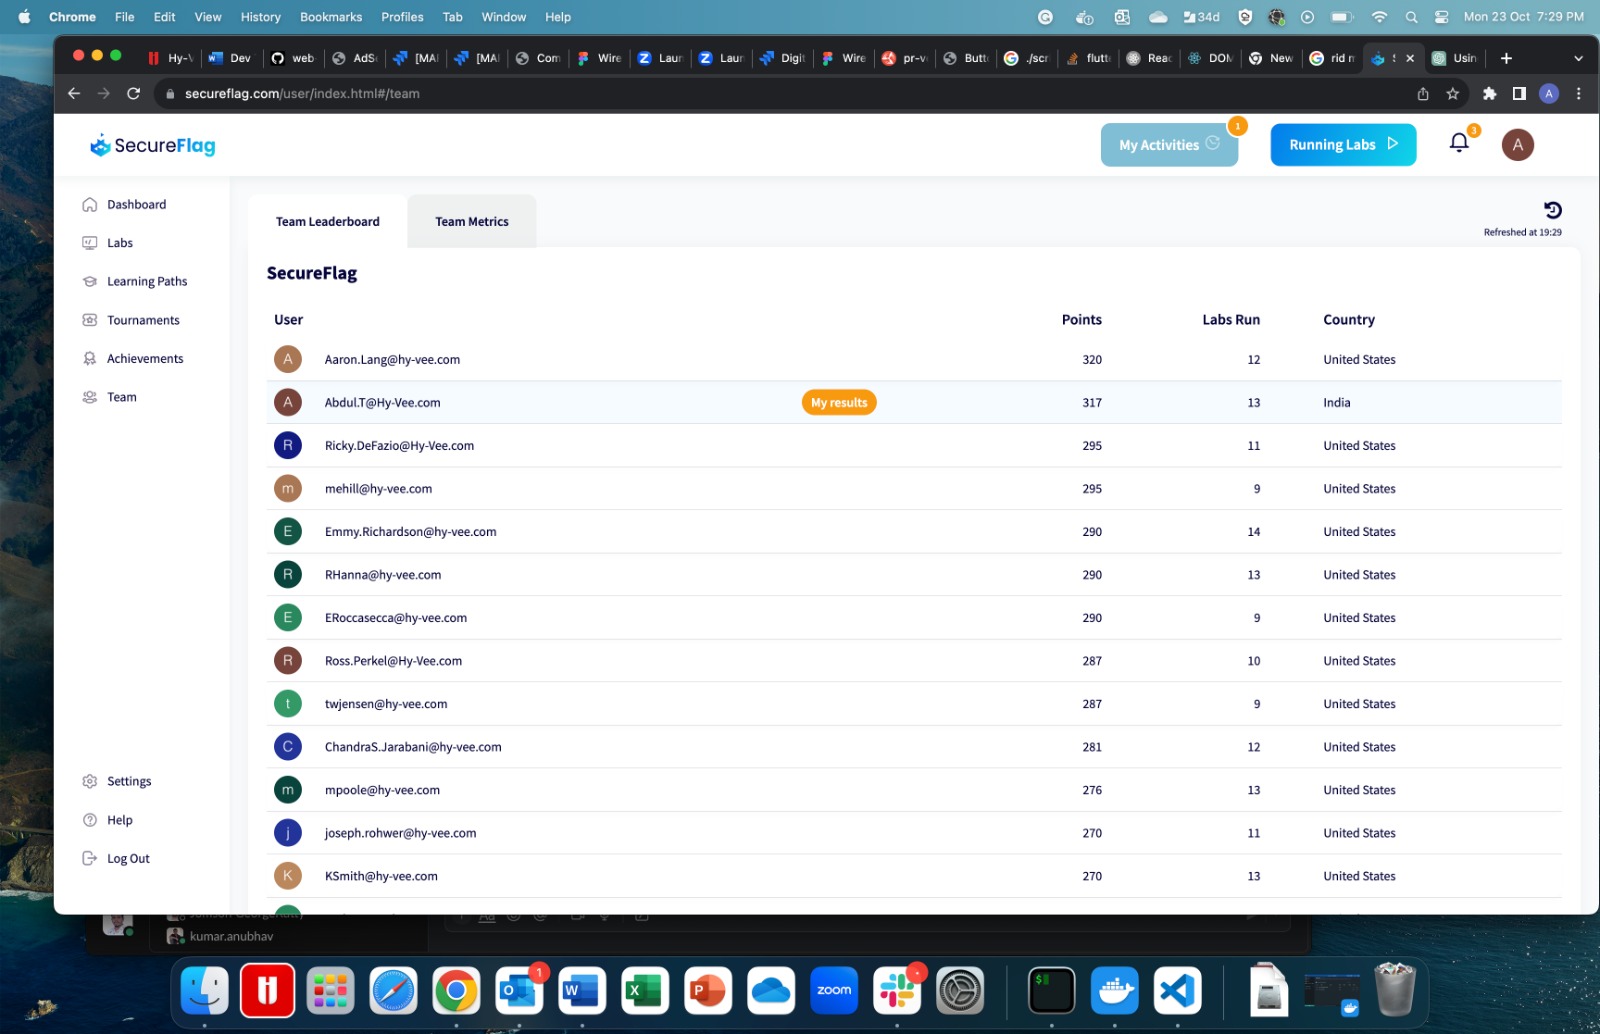 Chrome File Edit View History Bookmarks Profiles Tab Window Help 34d Mon 23 Oct 7:29 PM
Hy-V Dev web AdSe [MAI [MAI Com Wire Laun Laun Digit Wire pr-v Butt ./scr flutt Reac DOM New rid m Usin
secureflag.com/user/index.html#/team A
SecureFlag My Activities 1 Running Labs 3 A
Dashboard
Labs
Learning Paths
Tournaments
Achievements
Team
Settings
Help
Log Out
Team Leaderboard Team Metrics
Refreshed at 19:29
SecureFlag
User Points Labs Run Country
A Aaron.Lang@hy-vee.com 320 12 United States
A Abdul.T@Hy-Vee.com My results 317 13 India
R Ricky.DeFazio@Hy-Vee.com 295 11 United States
m mehill@hy-vee.com 295 9 United States
E Emmy.Richardson@hy-vee.com 290 14 United States
R RHanna@hy-vee.com 290 13 United States
E ERoccasecca@hy-vee.com 290 9 United States
R Ross.Perkel@Hy-Vee.com 287 10 United States
t twjensen@hy-vee.com 287 9 United States
C ChandraS.Jarabani@hy-vee.com 281 12 United States
m mpoole@hy-vee.com 276 13 United States
j joseph.rohwer@hy-vee.com 270 11 United States
K KSmith@hy-vee.com 270 13 United States
Aa
kumar.anubhav
1
O W X P zoom $